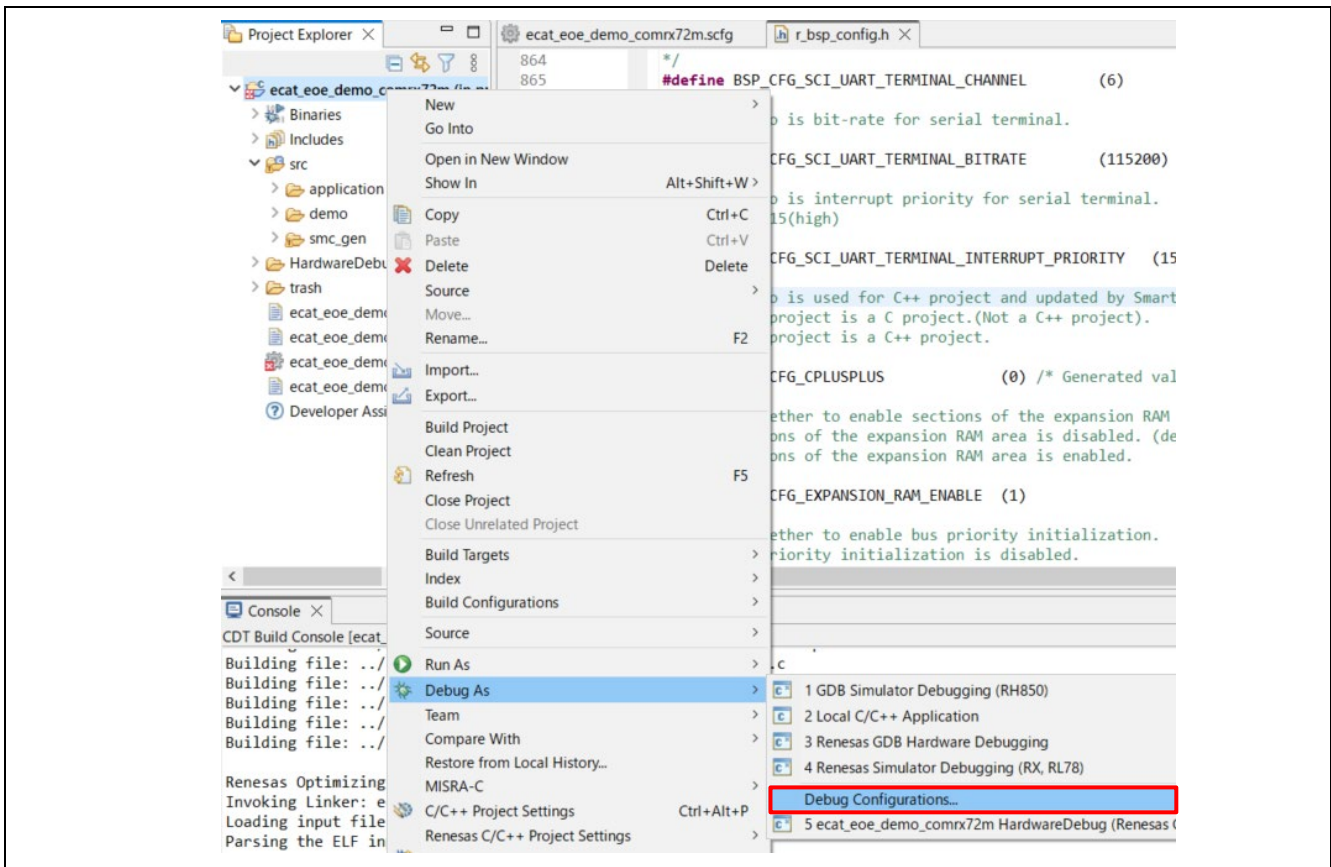 Project Explorer
ecat_eoe_demo_comrx72m.scfg
r_bsp_config.h
864 */
865 #define BSP_CFG_SCI_UART_TERMINAL_CHANNEL (6)
ecat_eoe_demo_comrx72m
Binaries
Includes
src
application
demo
smc_gen
trash
Developer
New
Go Into
Open in New Window
Show In Alt+Shift+W >
Copy Ctrl+C
Paste Ctrl+V
Delete Delete
Source
Move...
Rename... F2
Import...
Export...
Build Project
Clean Project
Refresh F5
Close Project
Close Unrelated Project
Build Targets
Index
Build Configurations
Source
Run As
Debug As
Team
Compare With
Restore from Local History...
MISRA-C
C/C++ Project Settings Ctrl+Alt+P
Renesas C/C++ Project Settings
is bit-rate for serial terminal.
CFG_SCI_UART_TERMINAL_BITRATE (115200)
is interrupt priority for serial terminal.
15(high)
CFG_SCI_UART_TERMINAL_INTERRUPT_PRIORITY (15
is used for C++ project and updated by Smart
project is a C project.(Not a C++ project).
project is a C++ project.
CFG_CPLUSPLUS (0) /* Generated val
ether to enable sections of the expansion RAM
ons of the expansion RAM area is disabled. (de
ons of the expansion RAM area is enabled.
CFG_EXPANSION_RAM_ENABLE (1)
ether to enable bus priority initialization.
riority initialization is disabled.
Console
CDT Build Console [ecat_
Building file: ../
Building file: ../
Building file: ../
Building file: ../
Building file: ../
.c
Renesas Optimizing
Invoking Linker: e
Loading input file
Parsing the ELF in
1 GDB Simulator Debugging (RH850)
2 Local C/C++ Application
3 Renesas GDB Hardware Debugging
4 Renesas Simulator Debugging (RX, RL78)
Debug Configurations...
5 ecat_eoe_demo_comrx72m HardwareDebug (Renesas